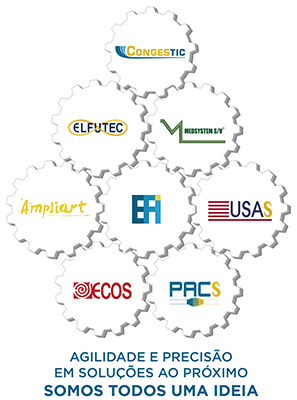 CONGESTIC
ELFUTEC
MEDSYSTEM S/V
Ampliart
EFi
USAS
ECOS
PACS
AGILIDADE E PRECISÃO
EM SOLUÇÕES AO PRÓXIMO
SOMOS TODOS UMA IDEIA